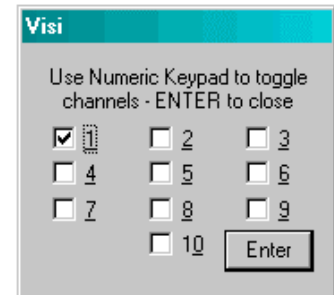 Visi
Use Numeric Keypad to toggle
channels - ENTER to close
1 2 3
4 5 6
7 8 9
10 Enter